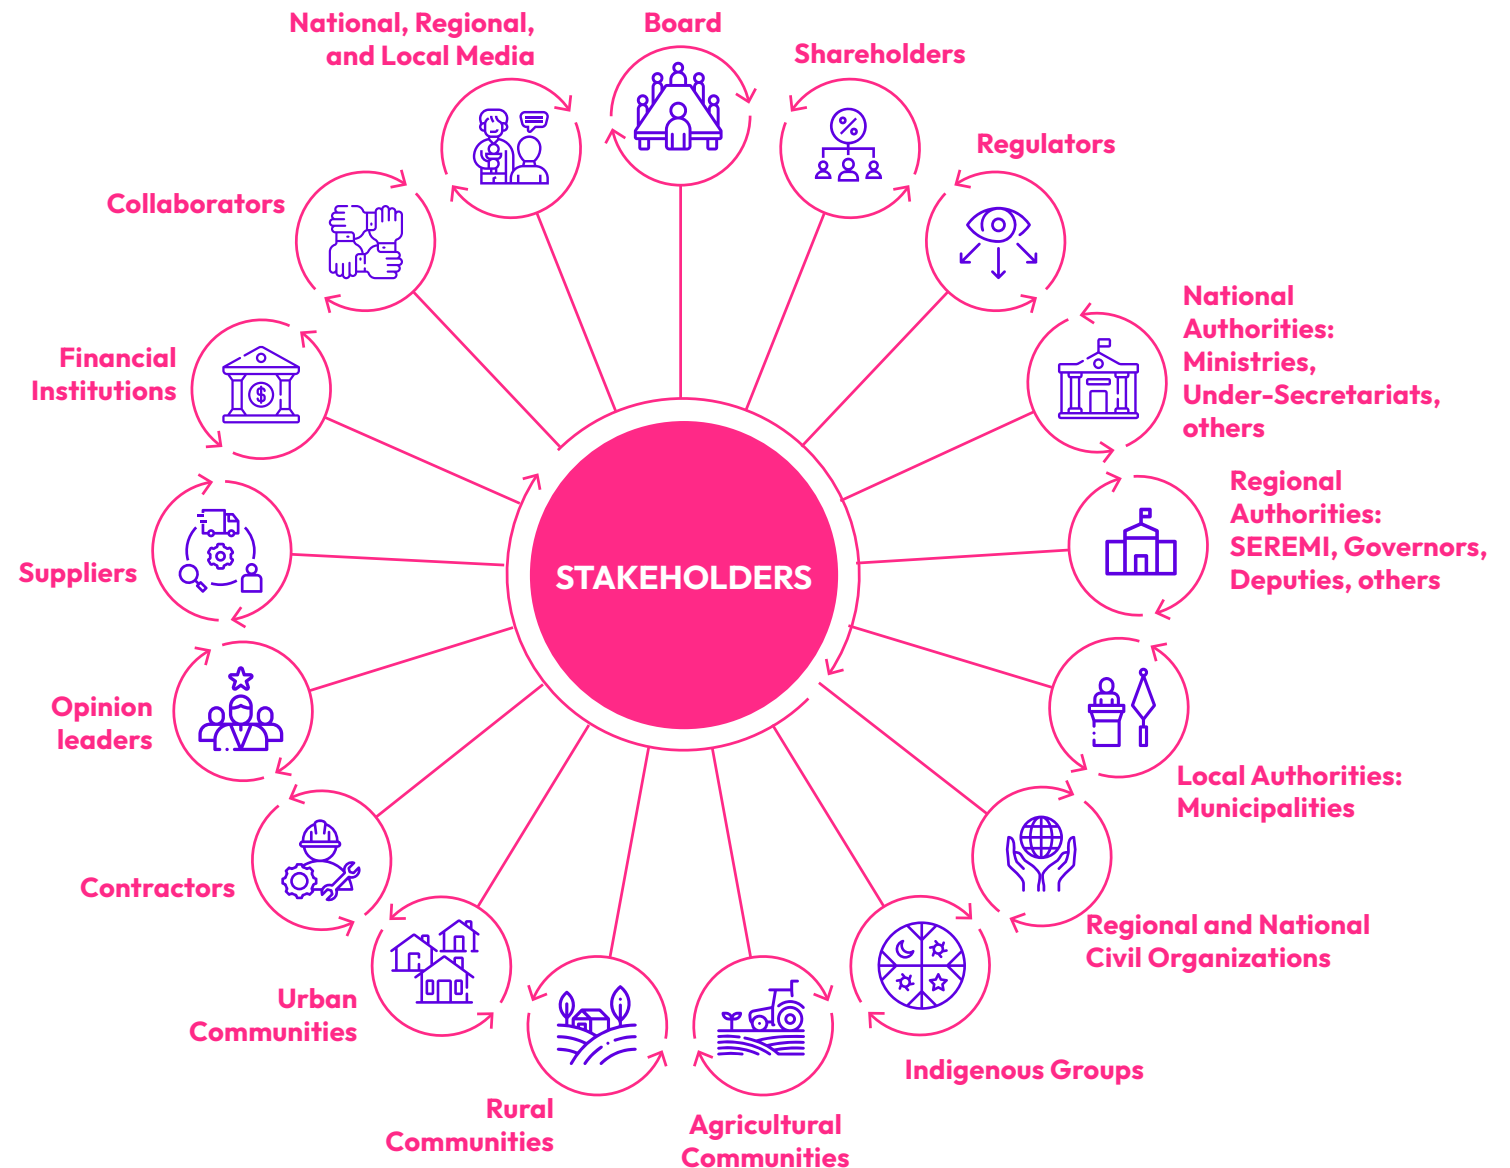 National, Regional,
and Local Media
Board
Shareholders
Regulators
National
Authorities:
Ministries,
Under-Secretariats,
others
Regional
Authorities:
SEREMI, Governors,
Deputies, others
Local Authorities:
Municipalities
Regional and National
Civil Organizations
Indigenous Groups
Agricultural
Communities
Rural
Communities
Urban
Communities
Contractors
Opinion
leaders
Suppliers
Financial
Institutions
Collaborators
STAKEHOLDERS